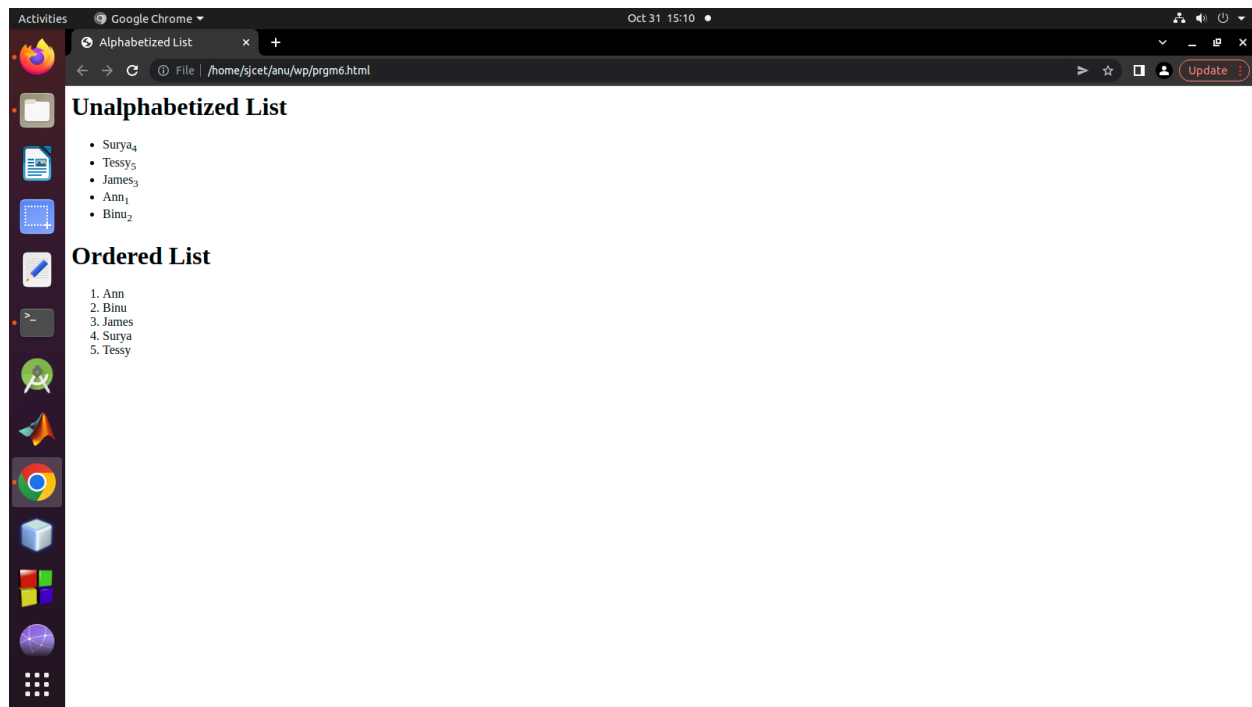 Activities Google Chrome Oct 31 15:10
Alphabetized List
File /home/sjcet/anu/wp/prgm6.html Update
Unalphabetized List
Surya4
Tessy5
James3
Ann1
Binu2
Ordered List
1. Ann
2. Binu
3. James
4. Surya
5. Tessy